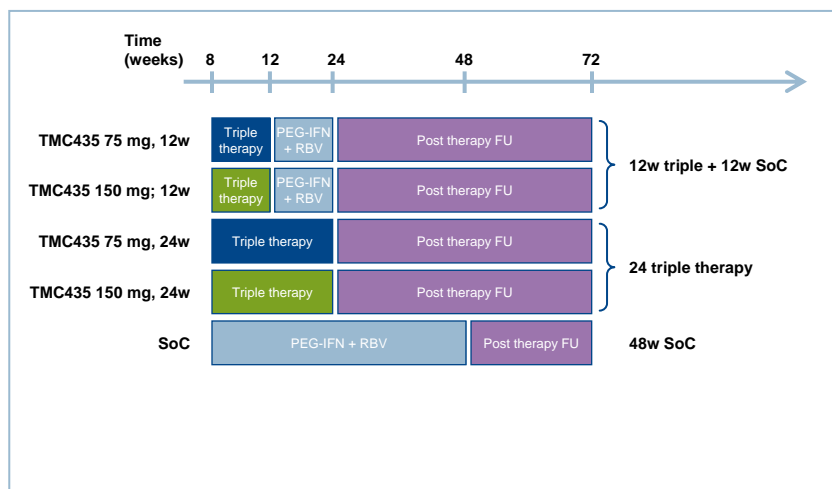 Time
(weeks) 8 12 24 48 72
TMC435 75 mg, 12w
Triple
therapy
PEG-IFN
+ RBV
Post therapy FU
TMC435 150 mg; 12w
Triple
therapy
PEG-IFN
+ RBV
Post therapy FU
12w triple + 12w SoC
TMC435 75 mg, 24w
Triple therapy
Post therapy FU
TMC435 150 mg, 24w
Triple therapy
Post therapy FU
24 triple therapy
SoC
PEG-IFN + RBV
Post therapy FU
48w SoC